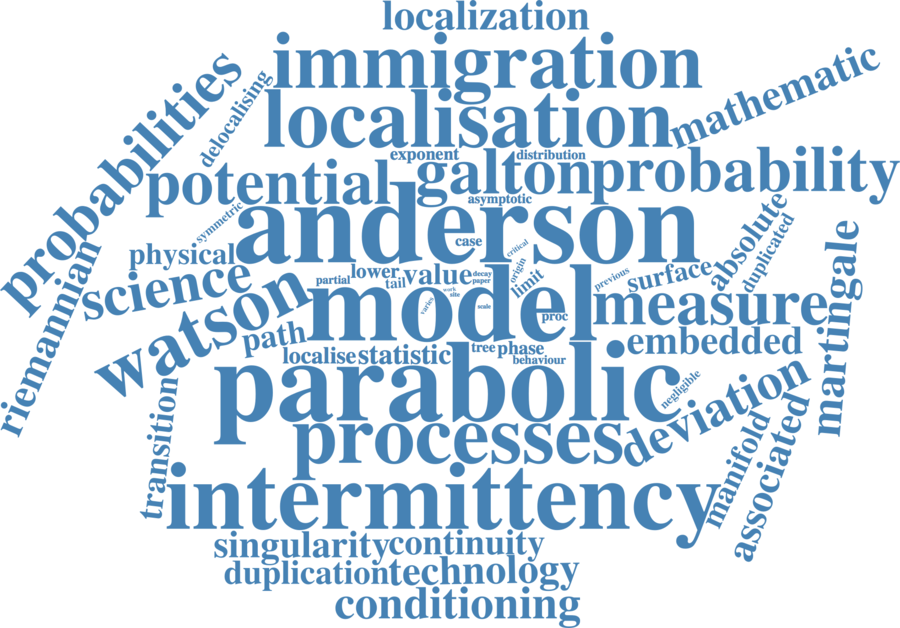 localization
immigration
localisation
mathematic
probabilities
delocalising
exponent
distribution
potential
galton
probability
asymptotic
symmetric
anderson
absolute
duplicated
case
critical
physical
science
riemannian
watson
partial
lower
tail
value
decay
paper
origin
limit
previous
surface
martingale
model
work
site
varies
scale
proc
measure
path
localise
statistic
tree
phase
behaviour
embedded
parabolic
negligible
transition
processes
deviation
manifold
associated
intermittency
singularity
continuity
duplication
technology
conditioning